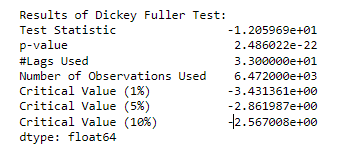 Results of Dickey Fuller Test:
Test Statistic -1.205969e+01
p-value 2.486022e-22
#Lags Used 3.300000e+01
Number of Observations Used 6.472000e+03
Critical Value (1%) -3.431361e+00
Critical Value (5%) -2.861987e+00
Critical Value (10%) -2.567008e+00
dtype: float64